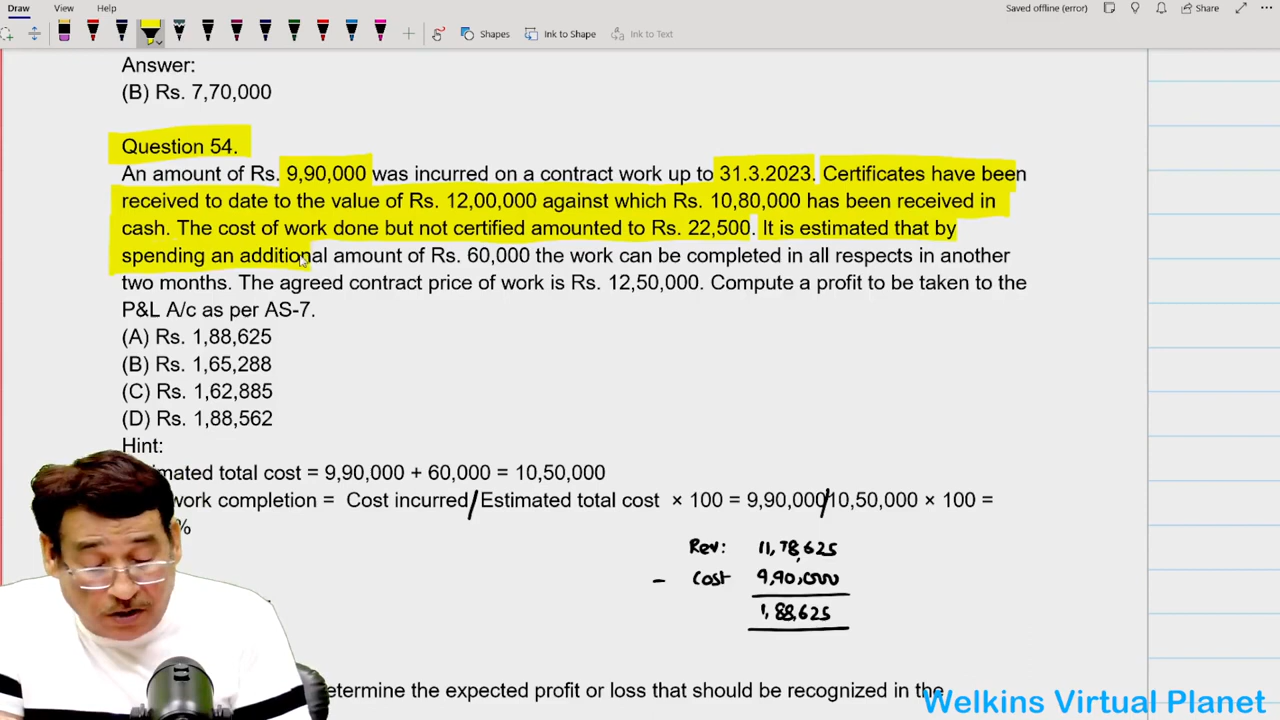 Draw View Help Saved offline (error) Share
Shapes Ink to Shape Ink to Text
Answer:
(B) Rs. 7,70,000
Question 54.
An amount of Rs. 9,90,000 was incurred on a contract work up to 31.3.2023. Certificates have been
received to date to the value of Rs. 12,00,000 against which Rs. 10,80,000 has been received in
cash. The cost of work done but not certified amounted to Rs. 22,500. It is estimated that by
spending an additional amount of Rs. 60,000 the work can be completed in all respects in another
two months. The agreed contract price of work is Rs. 12,50,000. Compute a profit to be taken to the
P&L A/c as per AS-7.
(A) Rs. 1,88,625
(B) Rs. 1,65,288
(C) Rs. 1,62,885
(D) Rs. 1,88,562
Hint:
mated total cost = 9,90,000 + 60,000 = 10,50,000
work completion = Cost incurred/Estimated total cost × 100 = 9,90,000/10,50,000 × 100 =
%
Rev: 11,78,625
- Cost 9,90,000
1,88,625
etermine the expected profit or loss that should be recognized in the
Welkins Virtual Planet